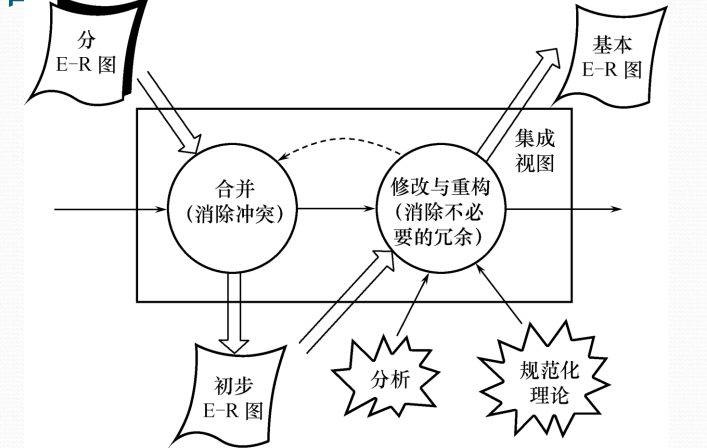 分
E-R 图
基本
E-R 图
集成
视图
合并
（消除冲突）
修改与重构
（消除不必
要的冗余）
初步
E-R 图
分析
规范化
理论